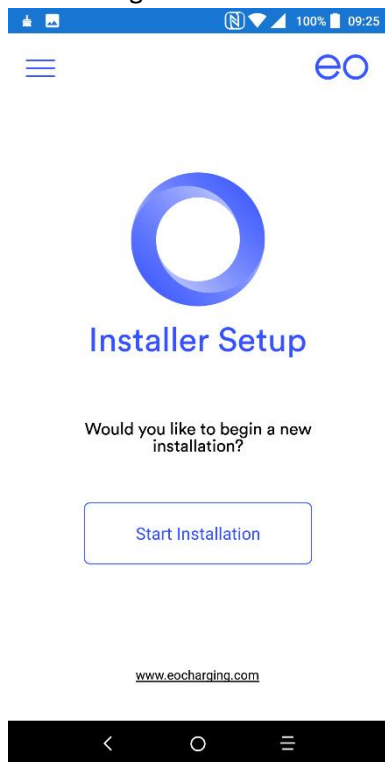 100% 09:25
eo
Installer Setup
Would you like to begin a new
installation?
Start Installation
www.eocharging.com